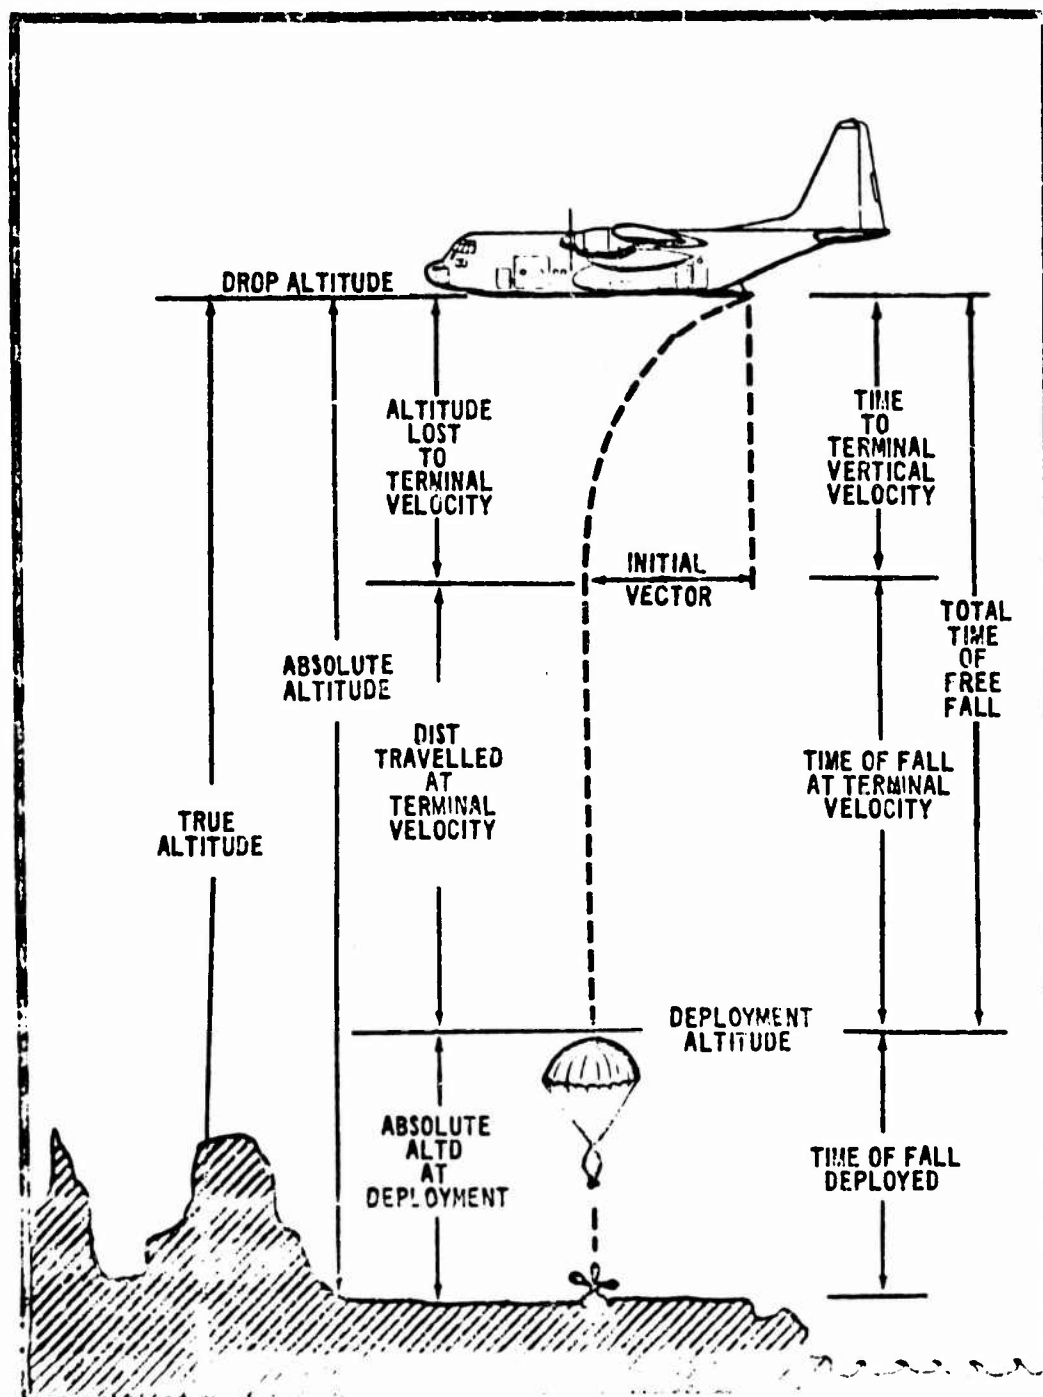 DROP ALTITUDE
ALTITUDE
LOST
TO
TERMINAL
VELOCITY
TIME
TO
TERMINAL
VERTICAL
VELOCITY
INITIAL
VECTOR
TOTAL
TIME
OF
FREE
FALL
ABSOLUTE
ALTITUDE
DIST
TRAVELLED
AT
TERMINAL
VELOCITY
TIME OF FALL
AT TERMINAL
VELOCITY
TRUE
ALTITUDE
DEPLOYMENT
ALTITUDE
ABSOLUTE
ALTD
AT
DEPLOYMENT
TIME OF FALL
DEPLOYED